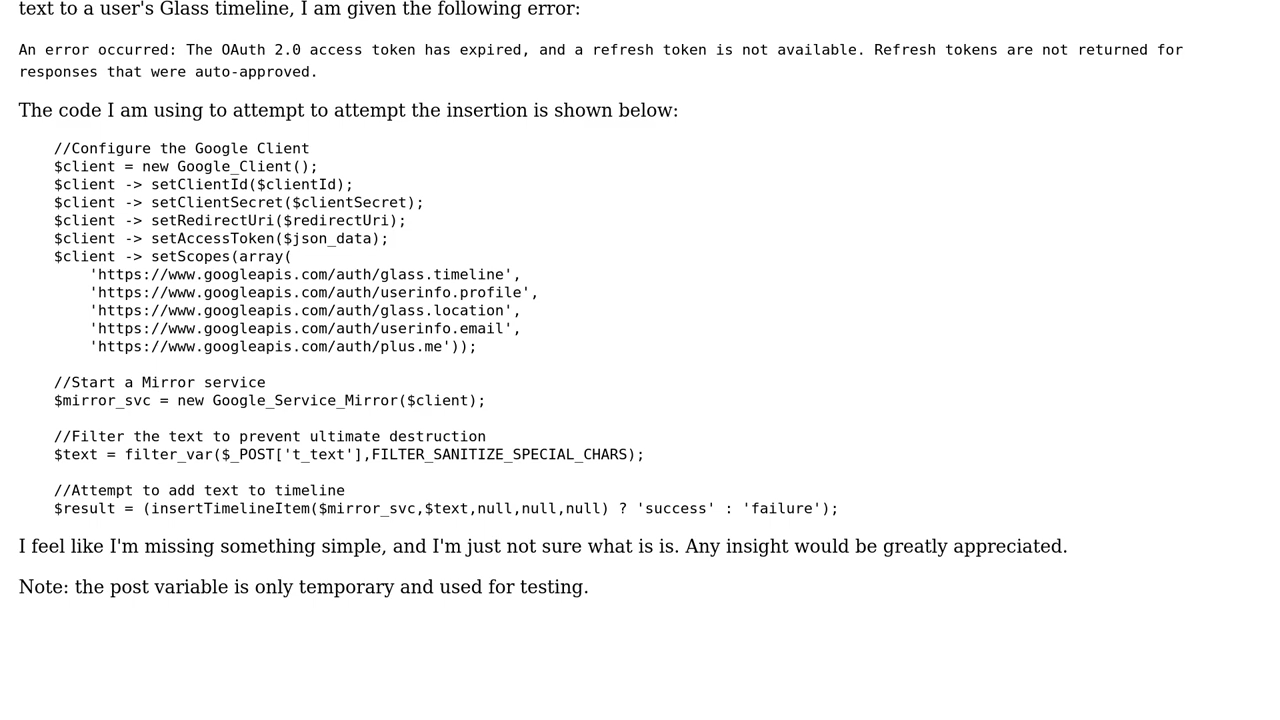 text to a user's Glass timeline, I am given the following error:
An error occurred: The OAuth 2.0 access token has expired, and a refresh token is not available. Refresh tokens are not returned for
responses that were auto-approved.
The code I am using to attempt to attempt the insertion is shown below:
//Configure the Google Client
$client = new Google_Client();
$client -> setClientId($clientId);
$client -> setClientSecret($clientSecret);
$client -> setRedirectUri($redirectUri);
$client -> setAccessToken($json_data);
$client -> setScopes(array(
'https://www.googleapis.com/auth/glass.timeline',
'https://www.googleapis.com/auth/userinfo.profile',
'https://www.googleapis.com/auth/glass.location',
'https://www.googleapis.com/auth/userinfo.email',
'https://www.googleapis.com/auth/plus.me'));
//Start a Mirror service
$mirror_svc = new Google_Service_Mirror($client);
//Filter the text to prevent ultimate destruction
$text = filter_var($_POST['t_text'],FILTER_SANITIZE_SPECIAL_CHARS);
//Attempt to add text to timeline
$result = (insertTimelineItem($mirror_svc,$text,null,null,null) ? 'success' : 'failure');
I feel like I'm missing something simple, and I'm just not sure what is is. Any insight would be greatly appreciated.
Note: the post variable is only temporary and used for testing.